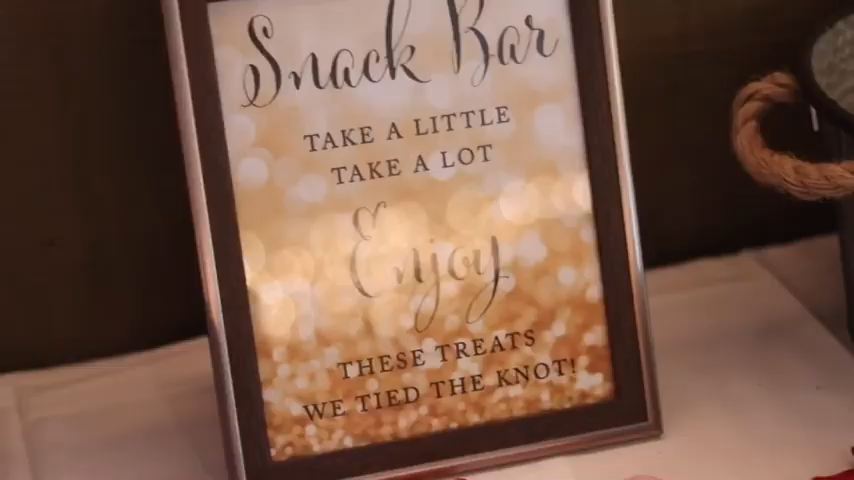 Snack Bar
TAKE A LITTLE
TAKE A LOT
Enjoy
THESE TREATS
WE TIED THE KNOT!